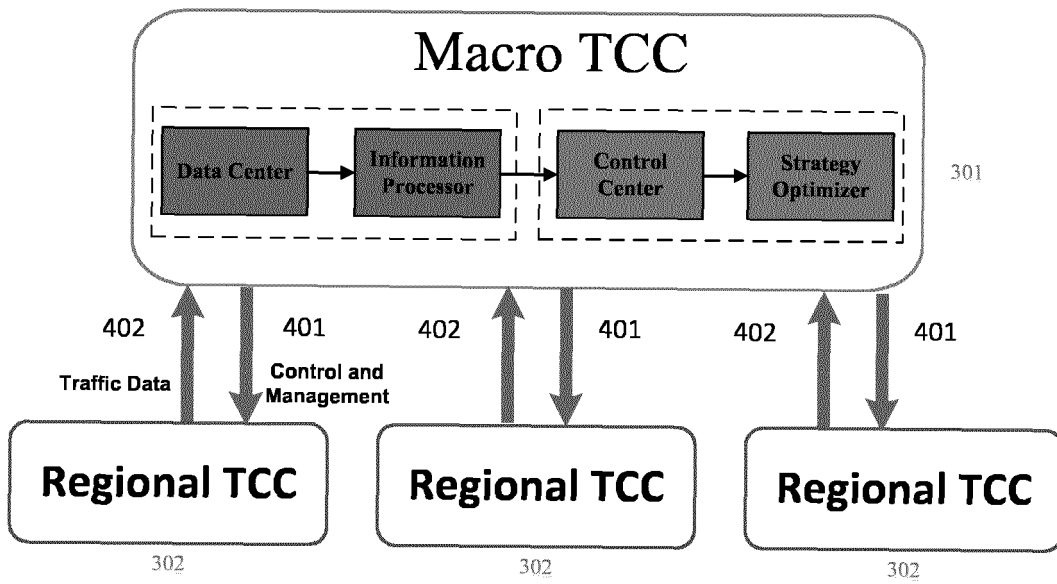 Macro TCC
Data Center
Information
Processor
Control
Center
Strategy
Optimizer
301
402
401
402
401
402
401
Traffic Data
Control and
Management
Regional TCC
Regional TCC
Regional TCC
302
302
302